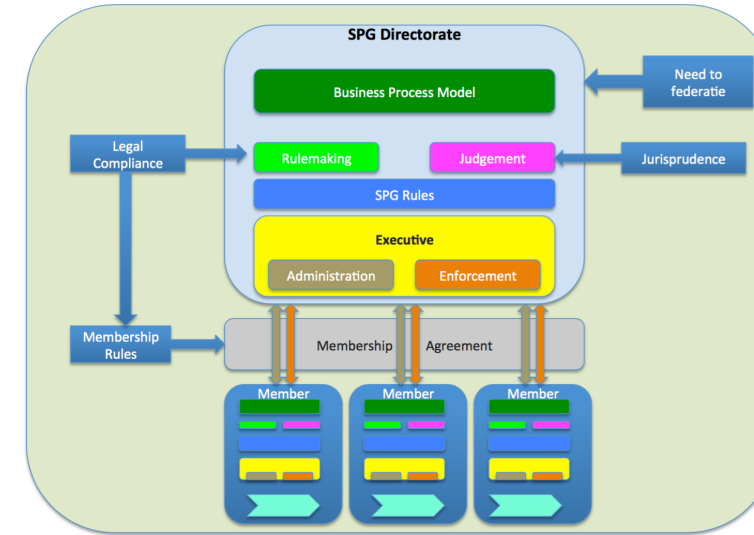 SPG Directorate
Business Process Model
Need to
federatie
Legal
Compliance
Rulemaking
Judgement
Jurisprudence
SPG Rules
Executive
Administration
Enforcement
Membership
Rules
Membership Agreement
Member
Member
Member